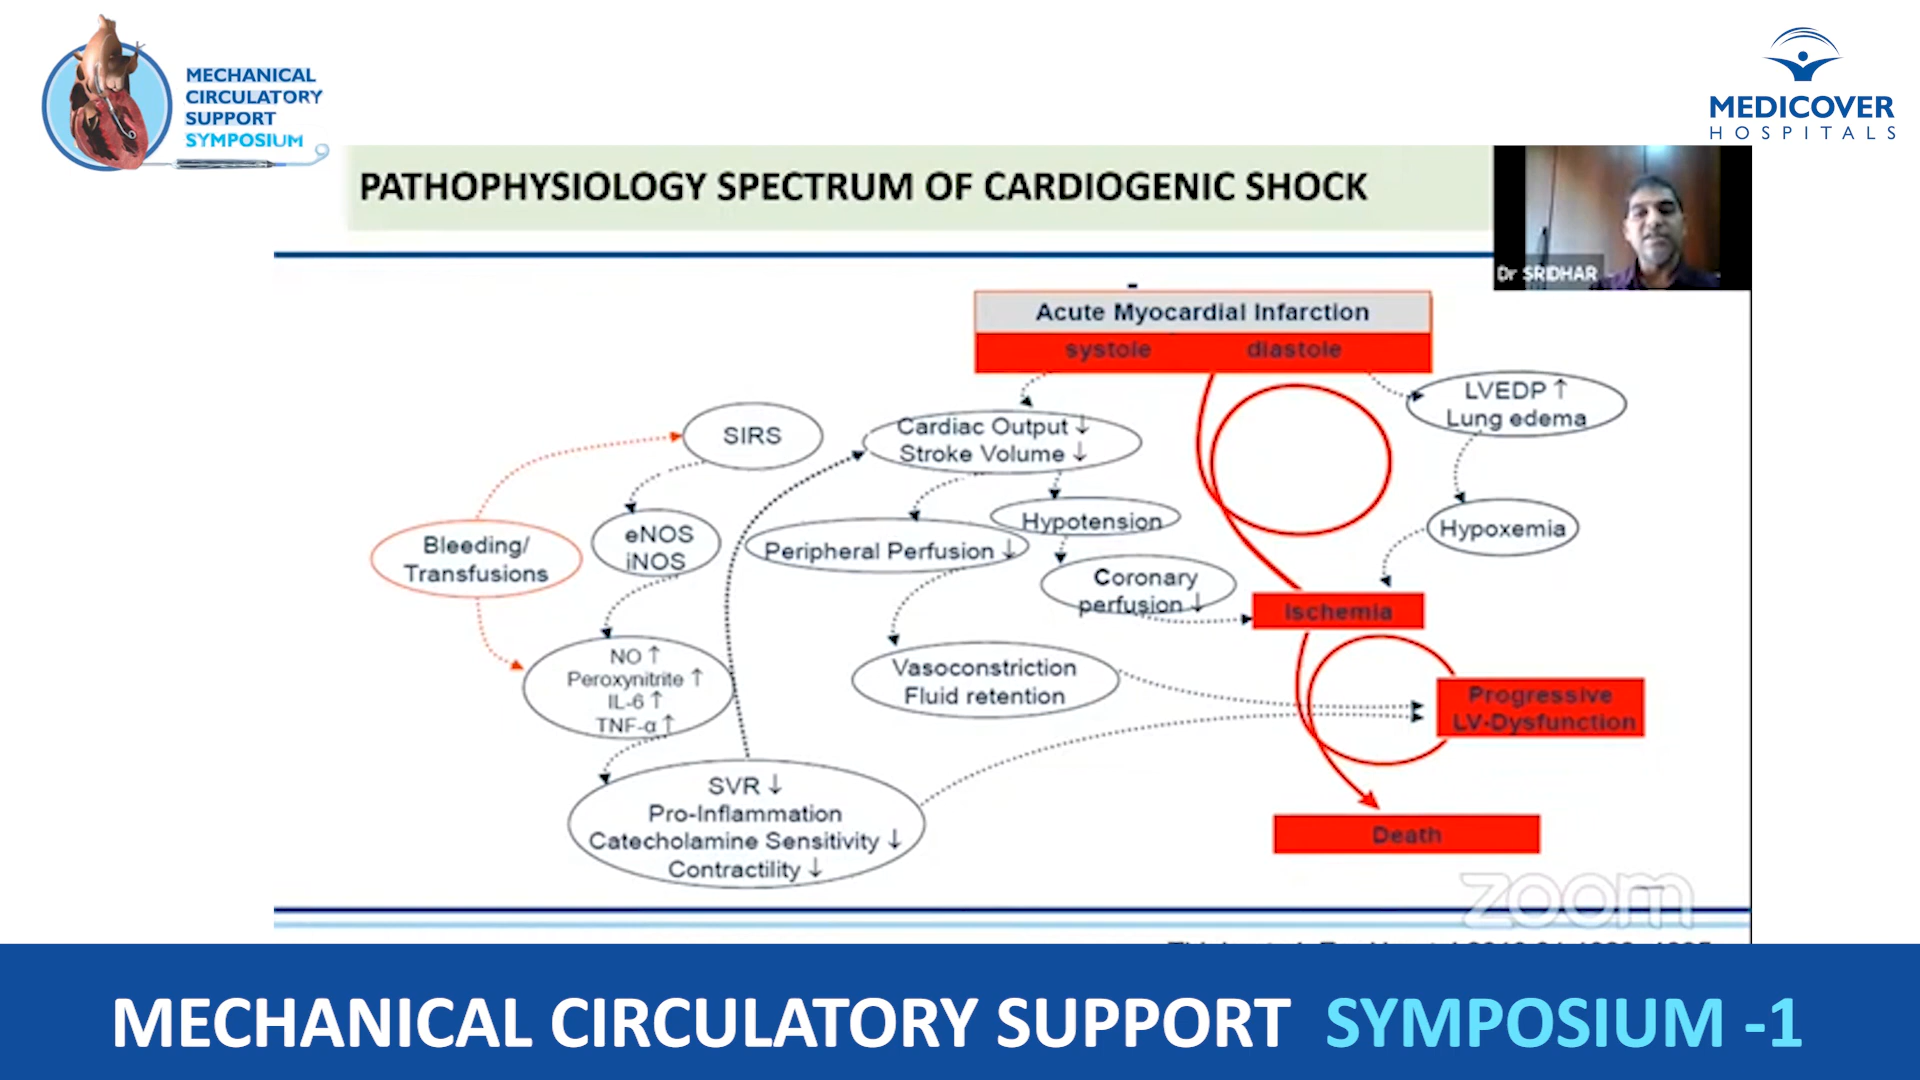 MECHANICAL
CIRCULATORY
SUPPORT
SYMPOSIUM
MEDICOVER
HOSPITALS
PATHOPHYSIOLOGY SPECTRUM OF CARDIOGENIC SHOCK
Dr SRIDHAR
Acute Myocardial Infarction
systole diastole
LVEDP ↑
Lung edema
SIRS
Cardiac Output ↓
Stroke Volume ↓
Hypotension
Hypoxemia
eNOS
iNOS
Bleeding/
Transfusions
Peripheral Perfusion ↓
Coronary
perfusion ↓
Ischemia
NO ↑
Peroxynitrite ↑
IL-6 ↑
TNF-α ↑
Vasoconstriction
Fluid retention
Progressive
LV-Dysfunction
SVR ↓
Pro-Inflammation
Catecholamine Sensitivity ↓
Contractility ↓
Death
zoom
MECHANICAL CIRCULATORY SUPPORT SYMPOSIUM -1